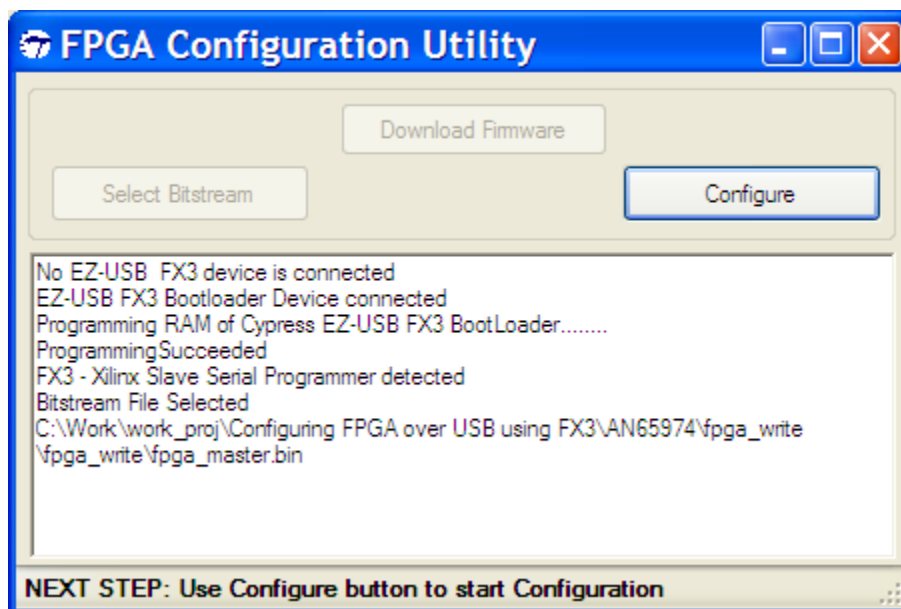 FPGA Configuration Utility
Download Firmware
Select Bitstream
Configure
No EZ-USB  FX3 device is connected
EZ-USB FX3 Bootloader Device connected
Programming RAM of Cypress EZ-USB FX3 BootLoader........
ProgrammingSucceeded
FX3 - Xilinx Slave Serial Programmer detected
Bitstream File Selected
C:\Work\work_proj\Configuring FPGA over USB using FX3\AN65974\fpga_write
\fpga_write\fpga_master.bin
NEXT STEP: Use Configure button to start Configuration